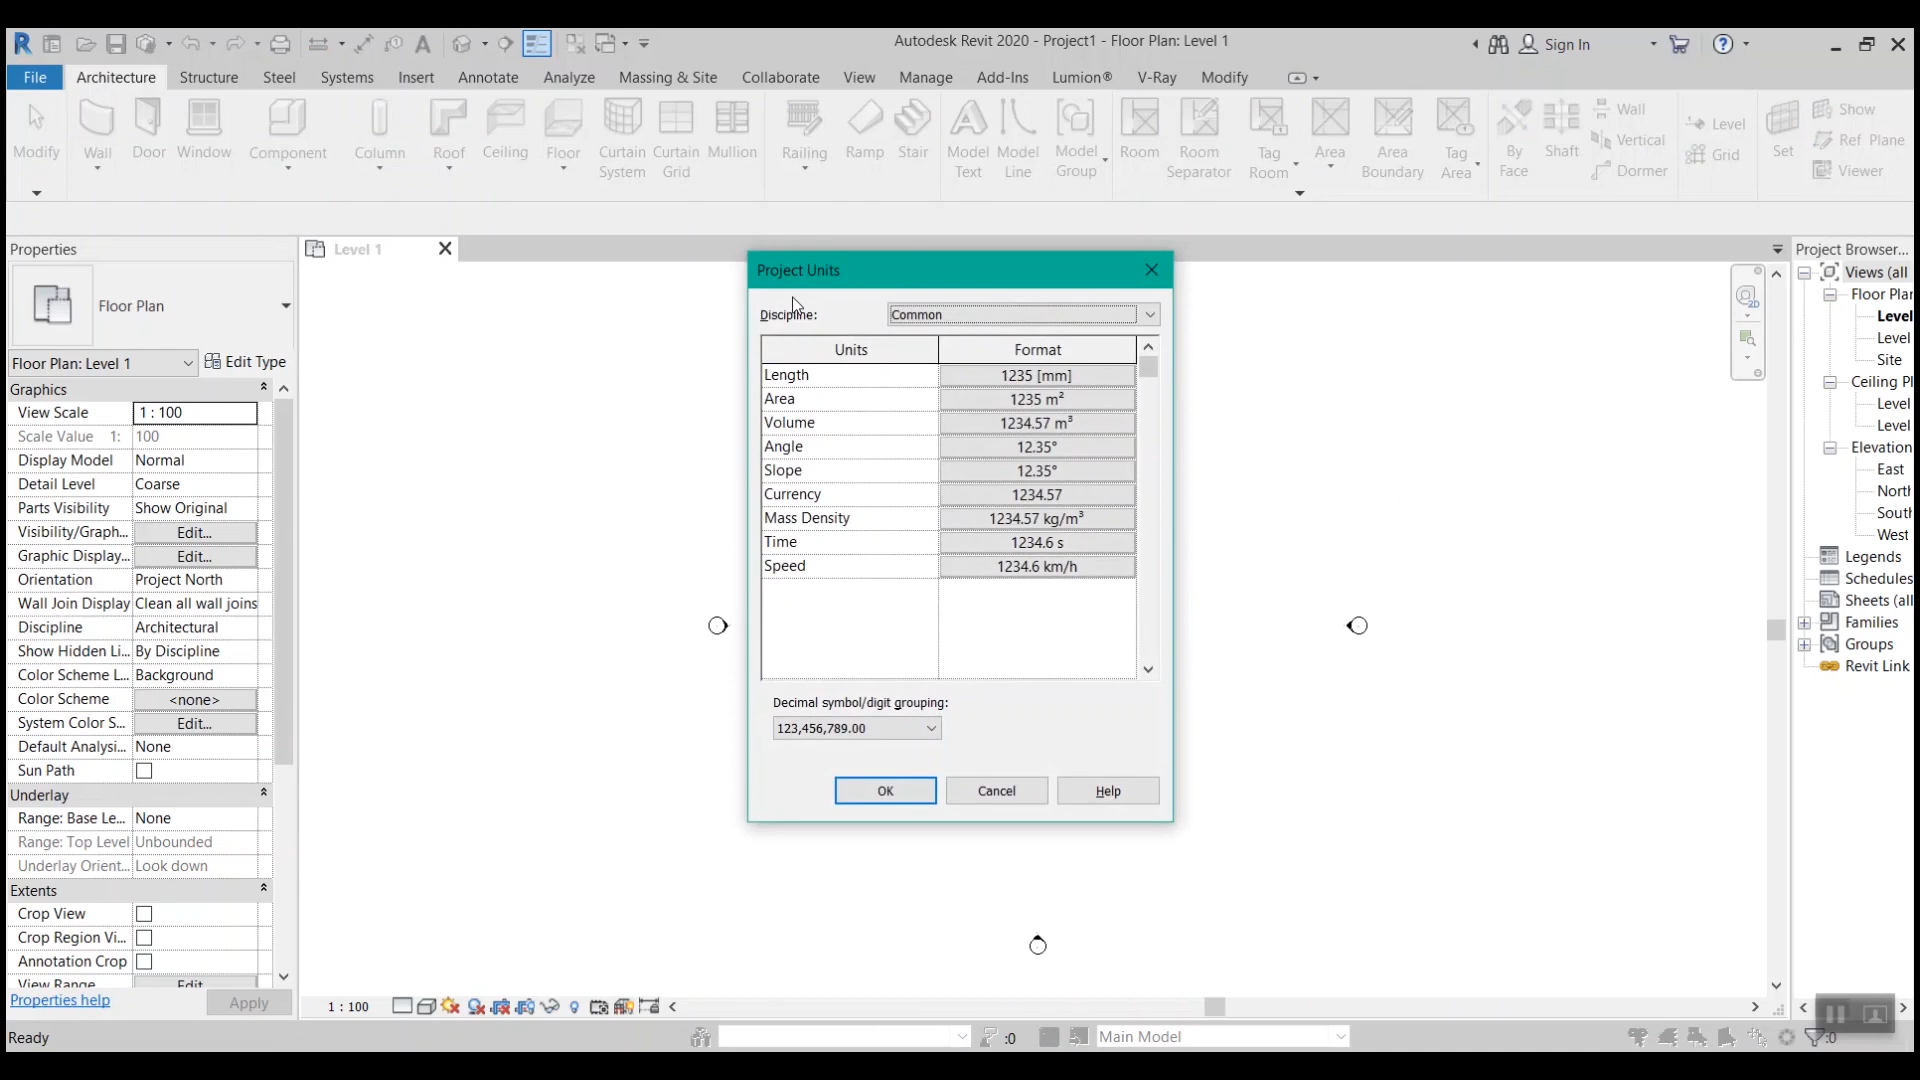 Autodesk Revit 2020 - Project1 - Floor Plan: Level 1
Sign In
File Architecture Structure Steel Systems Insert Annotate Analyze Massing & Site Collaborate View Manage Add-Ins Lumion® V-Ray Modify
Modify
Wall
Door
Window
Component
Column
Roof
Ceiling
Floor
Curtain System
Curtain Grid
Mullion
Railing
Ramp
Stair
Model Text
Model Line
Model Group
Room
Room Separator
Tag Room
Area
Area Boundary
Tag Area
By Face
Shaft
Wall
Vertical
Dormer
Level
Grid
Set
Show
Ref Plane
Viewer
Properties
Floor Plan
Floor Plan: Level 1 Edit Type
Graphics
View Scale 1 : 100
Scale Value 1: 100
Display Model Normal
Detail Level Coarse
Parts Visibility Show Original
Visibility/Graph... Edit...
Graphic Display... Edit...
Orientation Project North
Wall Join Display Clean all wall joins
Discipline Architectural
Show Hidden Li... By Discipline
Color Scheme L... Background
Color Scheme <none>
System Color S... Edit...
Default Analysi... None
Sun Path
Underlay
Range: Base Le... None
Range: Top Level Unbounded
Underlay Orient... Look down
Extents
Crop View
Crop Region Vi...
Annotation Crop
View Range Edit
Properties help Apply
Level 1
Project Units
Discipline: Common
Units Format
Length 1235 [mm]
Area 1235 m²
Volume 1234.57 m³
Angle 12.35°
Slope 12.35°
Currency 1234.57
Mass Density 1234.57 kg/m³
Time 1234.6 s
Speed 1234.6 km/h
Decimal symbol/digit grouping:
123,456,789.00
OK Cancel Help
Project Browser...
Views (all
Floor Plan
Level
Level
Site
Ceiling Pl
Level
Level
Elevation
East
North
South
West
Legends
Schedules
Sheets (all
Families
Groups
Revit Link
1 : 100
Ready
:0
Main Model
:0